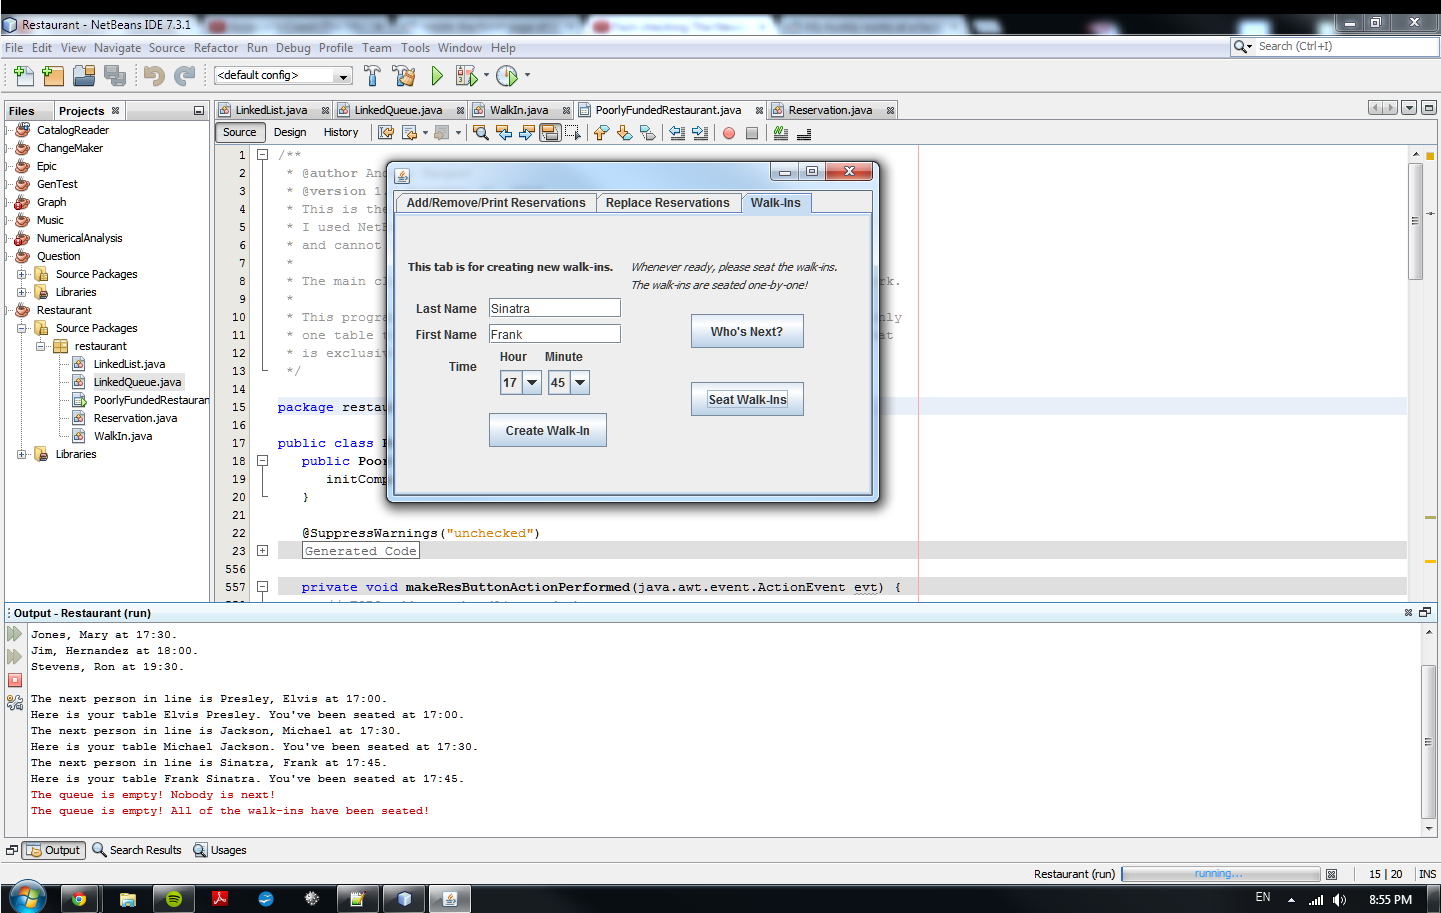 Restaurant - NetBeans IDE 7.3.1
File Edit View Navigate Source Refactor Run Debug Profile Team Tools Window Help
Search (Ctrl+I)
<default config>
Files Projects
LinkedList.java LinkedQueue.java WalkIn.java PoorlyFundedRestaurant.java Reservation.java
Source Design History
CatalogReader
ChangeMaker
Epic
GenTest
Graph
Music
NumericalAnalysis
Question
Source Packages
Libraries
Restaurant
Source Packages
restaurant
LinkedList.java
LinkedQueue.java
PoorlyFundedRestauran
Reservation.java
WalkIn.java
Libraries
1 /**
2 * @author And
3 * @version 1.
4 * This is the
5 * I used NetB
6 * and cannot
7 *
8 * The main cl rk.
9 *
10 * This progra nly
11 * one table t at
12 * is exclusiv
13 */
14
15 package restau
16
17 public class P
18 public Poor
19 initComp
20 }
21
22 @SuppressWarnings("unchecked")
23 Generated Code
556
557 private void makeResButtonActionPerformed(java.awt.event.ActionEvent evt) {
Add/Remove/Print Reservations Replace Reservations Walk-Ins
This tab is for creating new walk-ins.
Whenever ready, please seat the walk-ins.
The walk-ins are seated one-by-one!
Last Name Sinatra
First Name Frank
Hour Minute
Time
17 45
Create Walk-In
Who's Next?
Seat Walk-Ins
Output - Restaurant (run)
Jones, Mary at 17:30.
Jim, Hernandez at 18:00.
Stevens, Ron at 19:30.
The next person in line is Presley, Elvis at 17:00.
Here is your table Elvis Presley. You've been seated at 17:00.
The next person in line is Jackson, Michael at 17:30.
Here is your table Michael Jackson. You've been seated at 17:30.
The next person in line is Sinatra, Frank at 17:45.
Here is your table Frank Sinatra. You've been seated at 17:45.
The queue is empty! Nobody is next!
The queue is empty! All of the walk-ins have been seated!
Output Search Results Usages
Restaurant (run) running... 15 | 20 INS
EN 8:55 PM